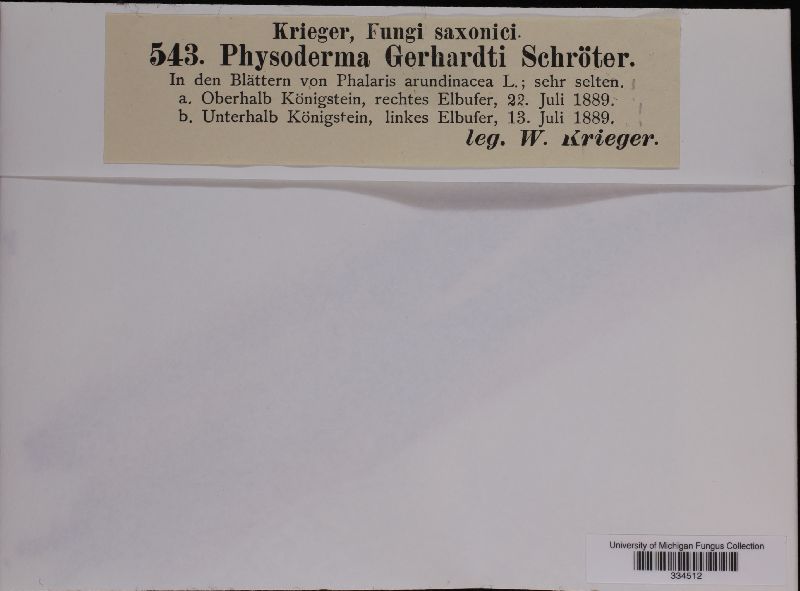 Krieger, Fungi saxonici.
543. Physoderma Gerhardti Schröter.
In den Blättern von Phalaris arundinacea L.; sehr selten.
a. Oberhalb Königstein, rechtes Elbufer, 22. Juli 1889.
b. Unterhalb Königstein, linkes Elbufer, 13. Juli 1889.
leg. W. Krieger.
University of Michigan Fungus Collection
334512